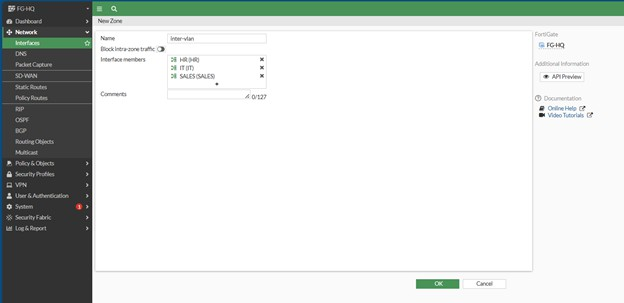 FG-HQ
New Zone
Dashboard
Network
Interfaces
DNS
Packet Capture
SD-WAN
Static Routes
Policy Routes
RIP
OSPF
BGP
Routing Objects
Multicast
Policy & Objects
Security Profiles
VPN
User & Authentication
System 1
Security Fabric
Log & Report
Name Inter-vlan
Block intra-zone traffic
Interface members HR (HR)
IT (IT)
SALES (SALES)
+
Comments 0/127
OK Cancel
FortiGate
FG-HQ
Additional Information
API Preview
Documentation
Online Help
Video Tutorials